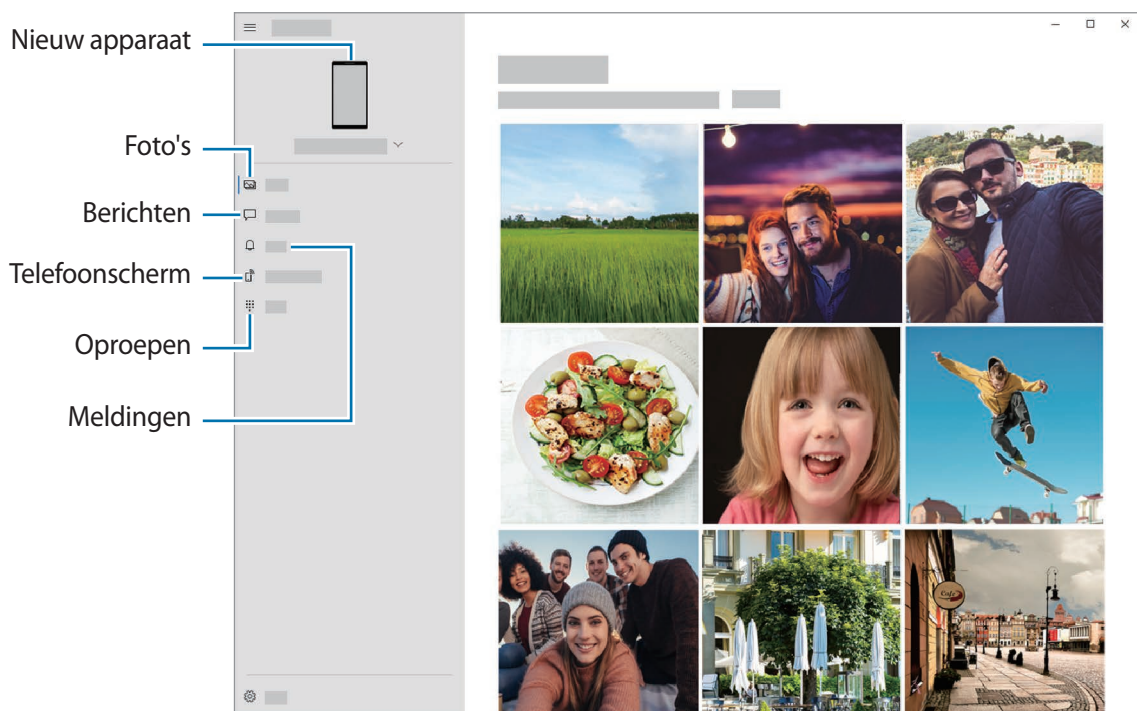 Nieuw apparaat
Foto's
Berichten
Telefoonscherm
Oproepen
Meldingen
Cafe